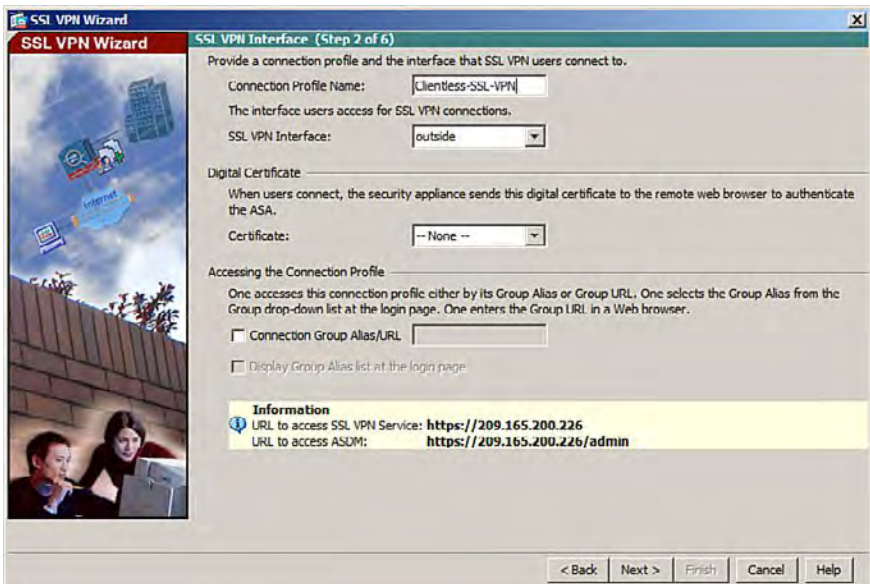 SSL VPN Wizard
SSL VPN Wizard
SSL VPN Interface (Step 2 of 6)
Provide a connection profile and the interface that SSL VPN users connect to.
Connection Profile Name: Clientless-SSL-VPN
The interface users access for SSL VPN connections.
SSL VPN Interface: outside
Digital Certificate
When users connect, the security appliance sends this digital certificate to the remote web browser to authenticate
the ASA.
Certificate: -- None --
Accessing the Connection Profile
One accesses this connection profile either by its Group Alias or Group URL. One selects the Group Alias from the
Group drop-down list at the login page. One enters the Group URL in a Web browser.
Connection Group Alias/URL
Display Group Alias list at the login page
Information
URL to access SSL VPN Service: https://209.165.200.226
URL to access ASDM: https://209.165.200.226/admin
Internet
< Back Next > Finish Cancel Help